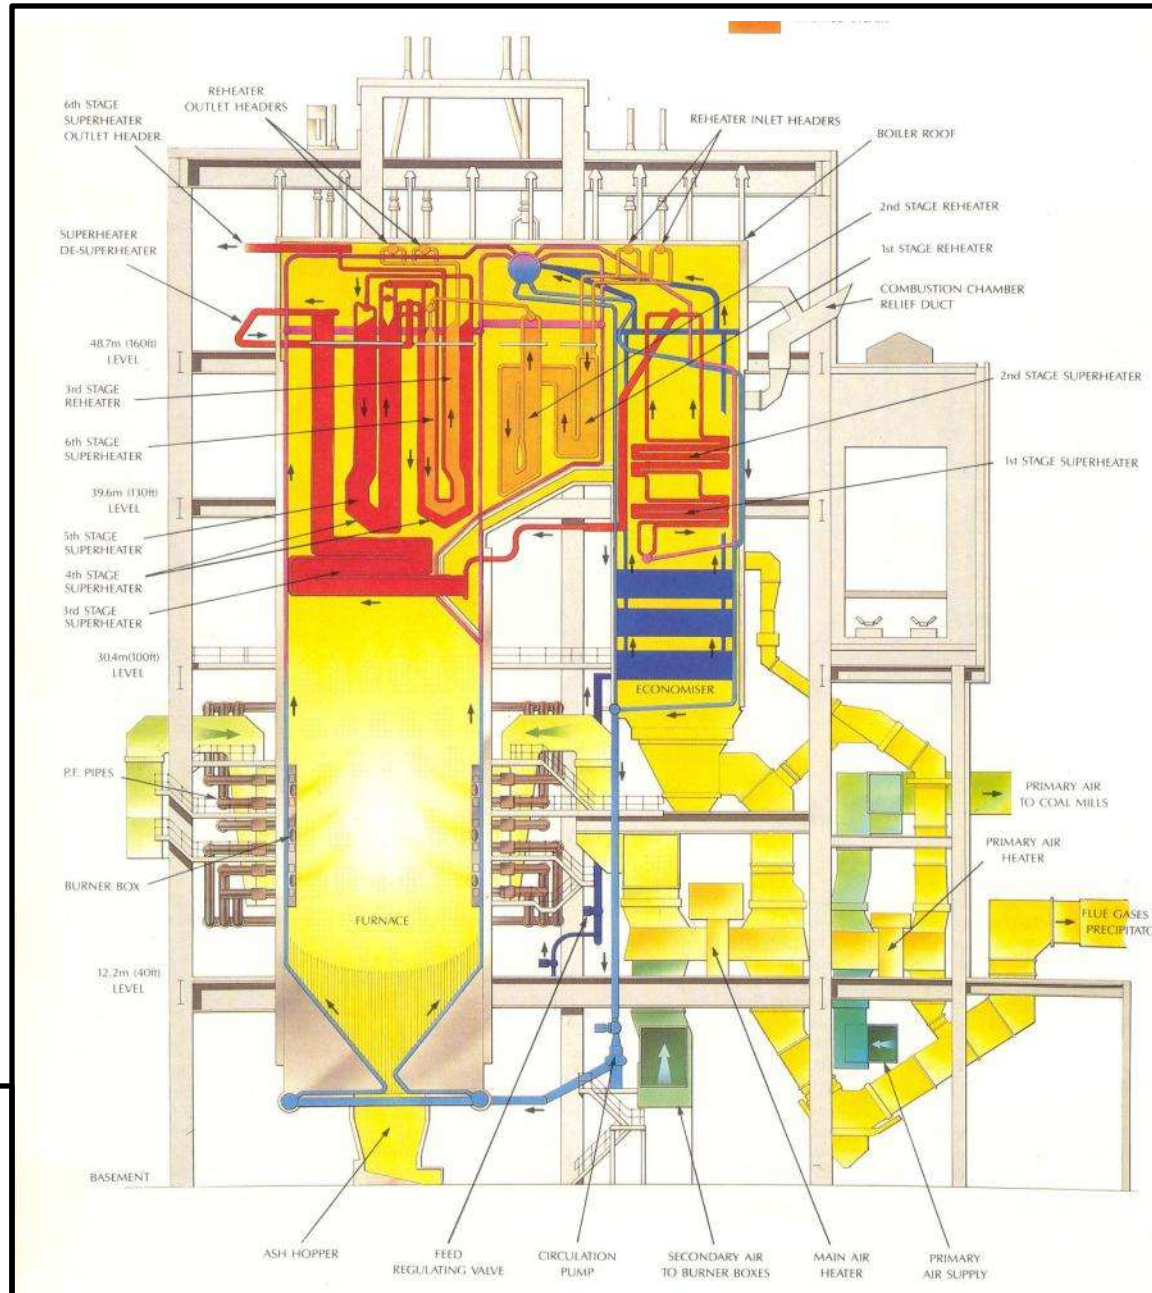 6th STAGE
SUPERHEATER
OUTLET HEADER
REHEATER
OUTLET HEADERS
REHEATER INLET HEADERS
BOILER ROOF
2nd STAGE REHEATER
1st STAGE REHEATER
SUPERHEATER
DE-SUPERHEATER
COMBUSTION CHAMBER
RELIEF DUCT
48.7m (160ft)
LEVEL
3rd STAGE
REHEATER
2nd STAGE SUPERHEATER
6th STAGE
SUPERHEATER
1st STAGE SUPERHEATER
39.6m (130ft)
LEVEL
5th STAGE
SUPERHEATER
4th STAGE
SUPERHEATER
3rd STAGE
SUPERHEATER
30.4m(100ft)
LEVEL
ECONOMISER
P.F. PIPES
PRIMARY AIR
TO COAL MILLS
PRIMARY AIR
HEATER
BURNER BOX
FURNACE
FLUE GASES
PRECIPITATO
12.2m (40ft)
LEVEL
BASEMENT
ASH HOPPER
FEED
REGULATING VALVE
CIRCULATION
PUMP
SECONDARY AIR
TO BURNER BOXES
MAIN AIR
HEATER
PRIMARY
AIR SUPPLY